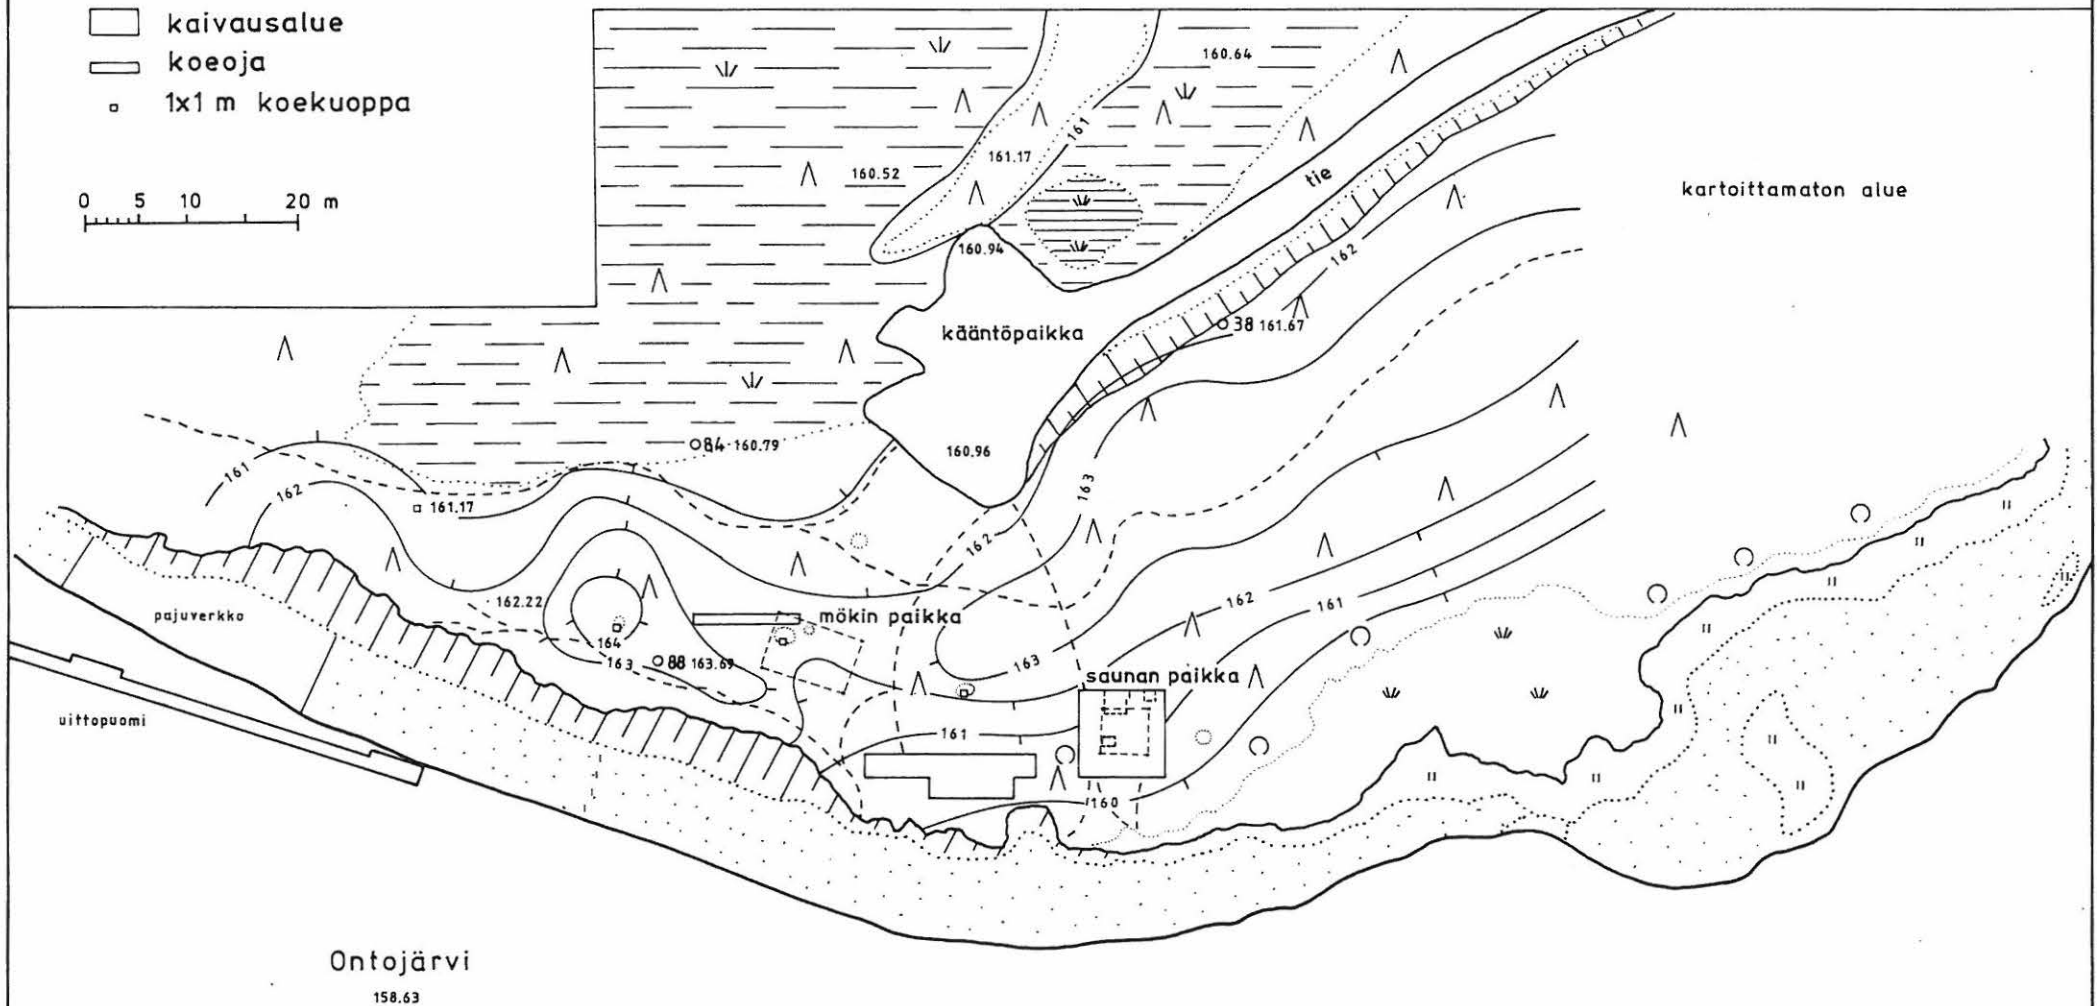 kaivausalue
koeoja
1x1 m koekuoppa
0 5 10 20 m
160.64
161
161.17
160.52
tie
kartoittamaton alue
160.94
162
kääntöpaikka
38 161.67
84 160.79
160.96
161
162
163
161.17
162
162.22
162
161
pajuverkko
mökin paikka
164
163
88 163.69
163
saunan paikka
uittopuomi
161
160
Ontojärvi
158.63